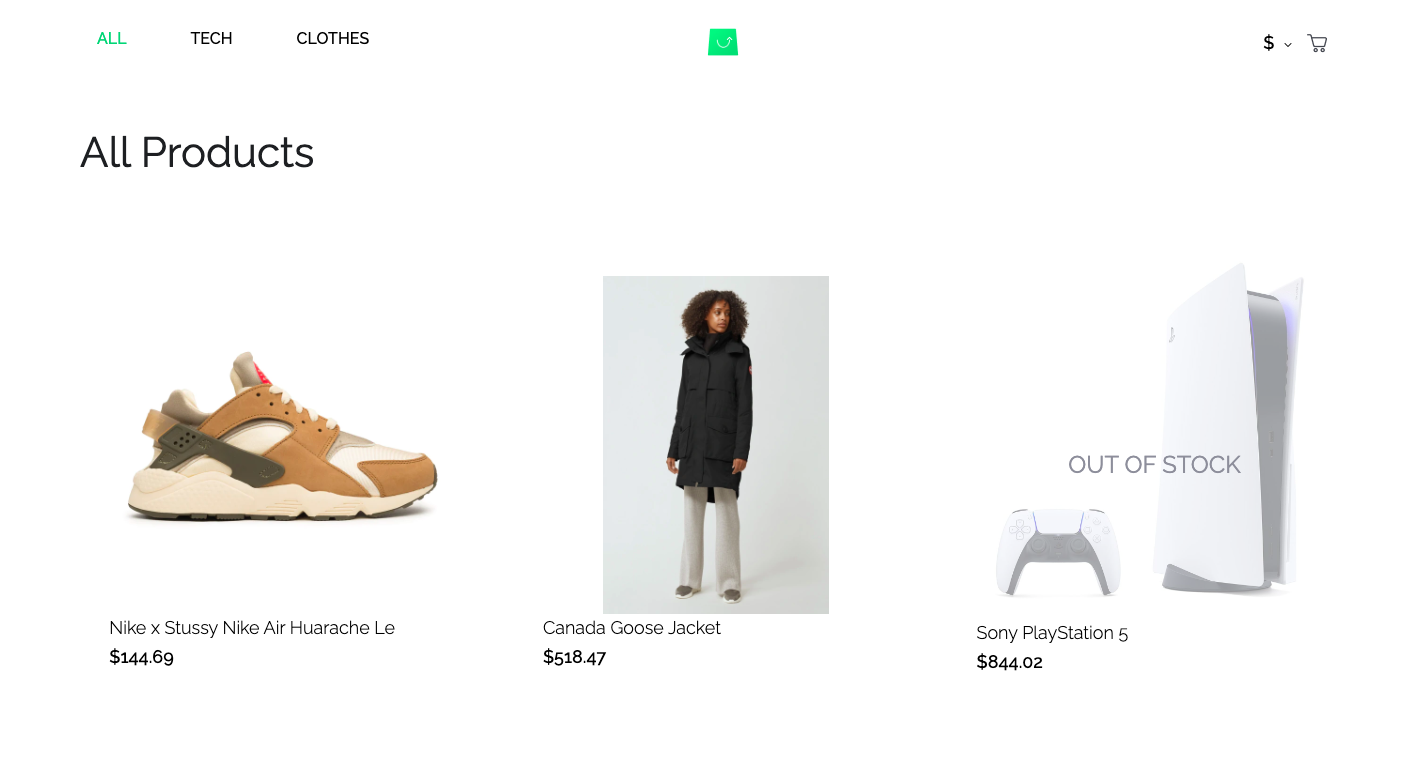 ALL TECH CLOTHES $
All Products
OUT OF STOCK
Nike x Stussy Nike Air Huarache Le
$144.69
Canada Goose Jacket
$518.47
Sony PlayStation 5
$844.02